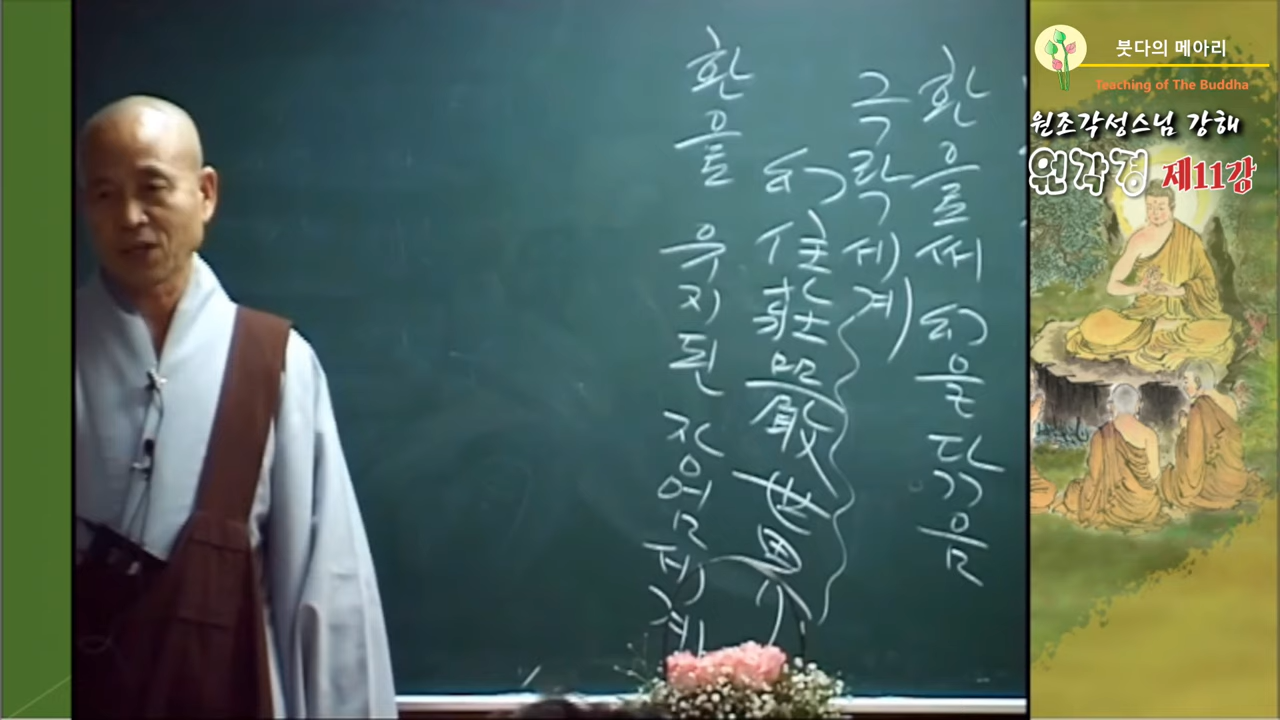 붓다의 메아리
Teaching of The Buddha
원조각성스님 강해
원각경 제11강
환을써 幻을 닦음
극락세계)
幻住莊嚴世界
환을 유지된 장엄세계